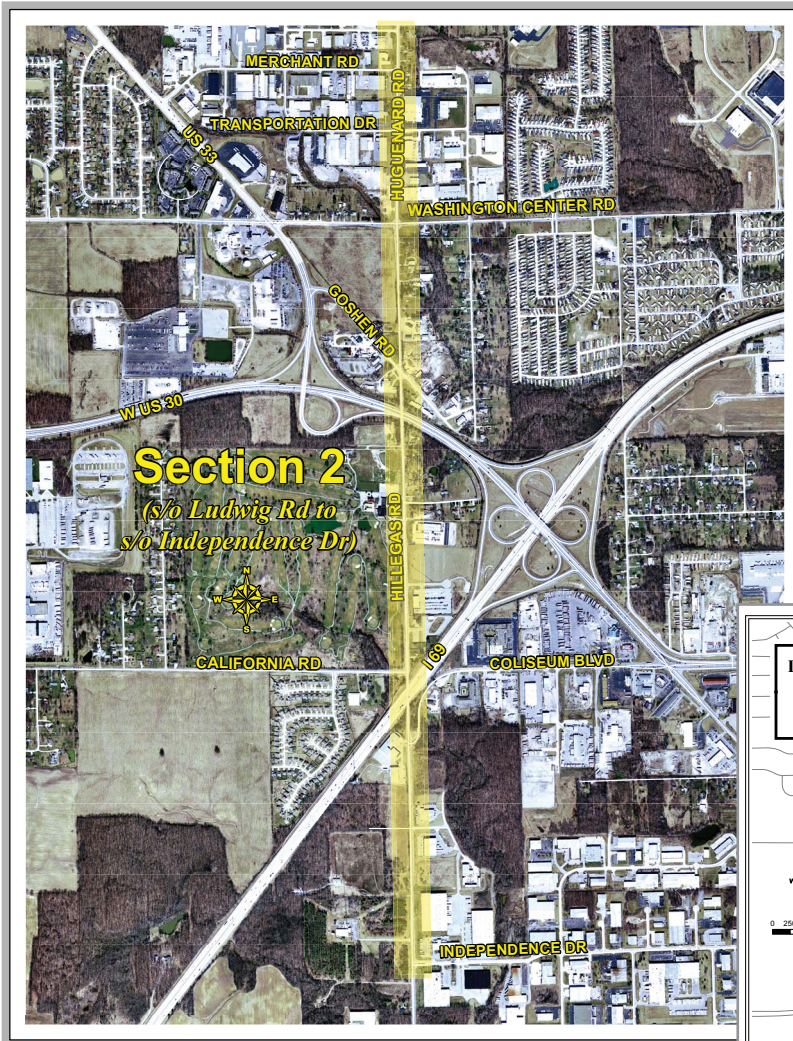 MERCHANT RD
HUGUENARD RD
TRANSPORTATION DR
US 33
WASHINGTON CENTER RD
GOSHEN RD
W US 30
Section 2
(s/o Ludwig Rd to
s/o Independence Dr)
HILLEGAS RD
N
W
E
S
CALIFORNIA RD
I 69
COLISEUM BLVD
INDEPENDENCE DR
0